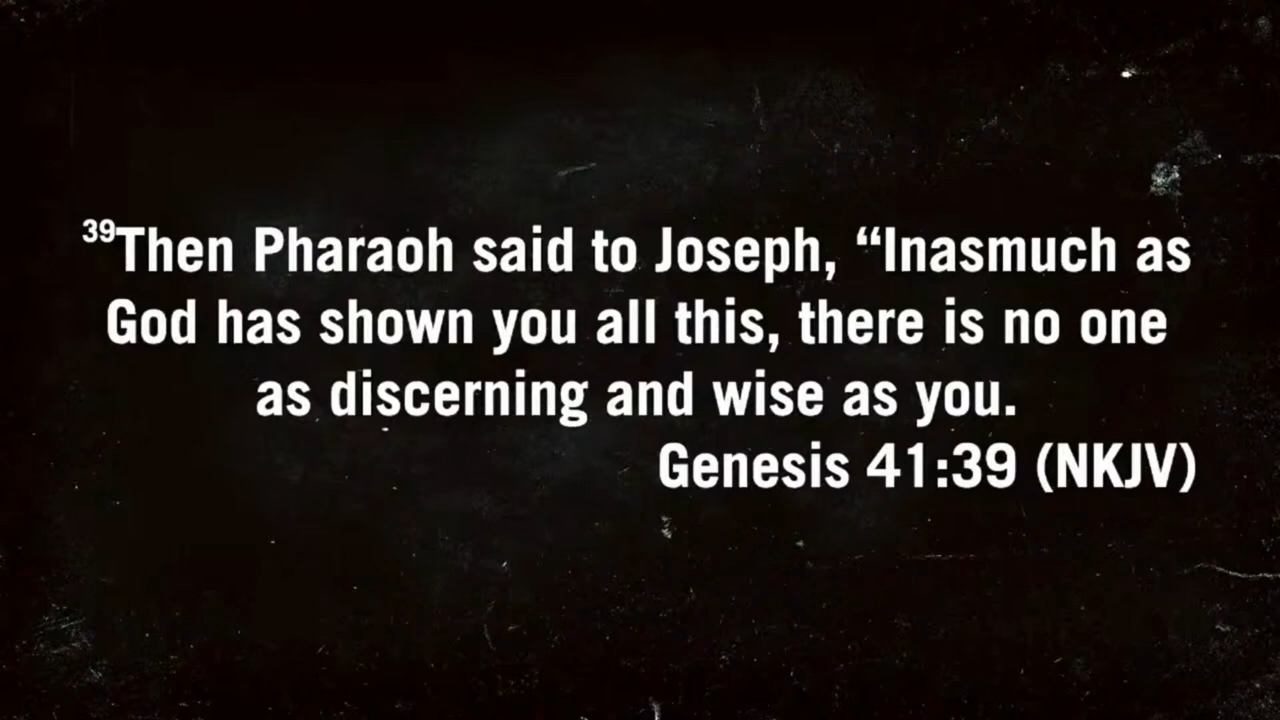 ³⁹Then Pharaoh said to Joseph, “Inasmuch as
God has shown you all this, there is no one
as discerning and wise as you.
Genesis 41:39 (NKJV)